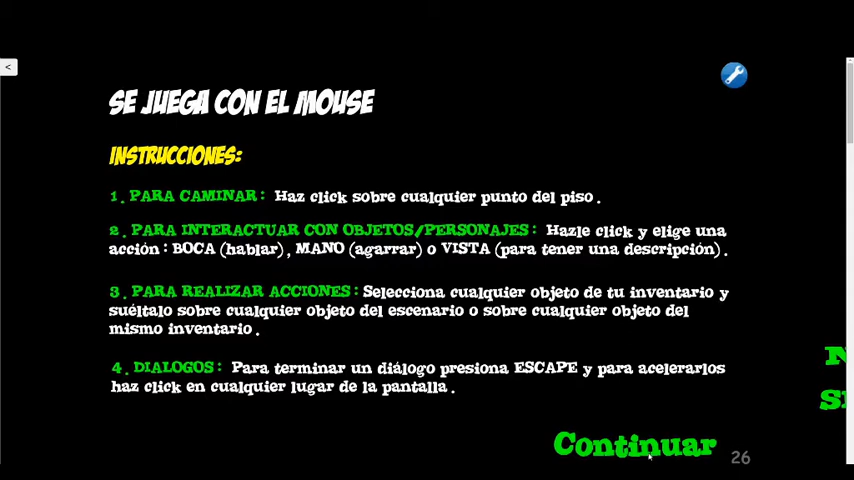 <
SE JUEGA CON EL MOUSE
INSTRUCCIONES:
1. PARA CAMINAR: Haz click sobre cualquier punto del piso.
2. PARA INTERACTUAR CON OBJETOS/PERSONAJES: Hazle click y elige una
acción: BOCA (hablar), MANO (agarrar) o VISTA (para tener una descripción).
3. PARA REALIZAR ACCIONES: Selecciona cualquier objeto de tu inventario y
suéltalo sobre cualquier objeto del escenario o sobre cualquier objeto del
mismo inventario.
4. DIALOGOS: Para terminar un diálogo presiona ESCAPE y para acelerarlos
haz click en cualquier lugar de la pantalla.
Continuar
26